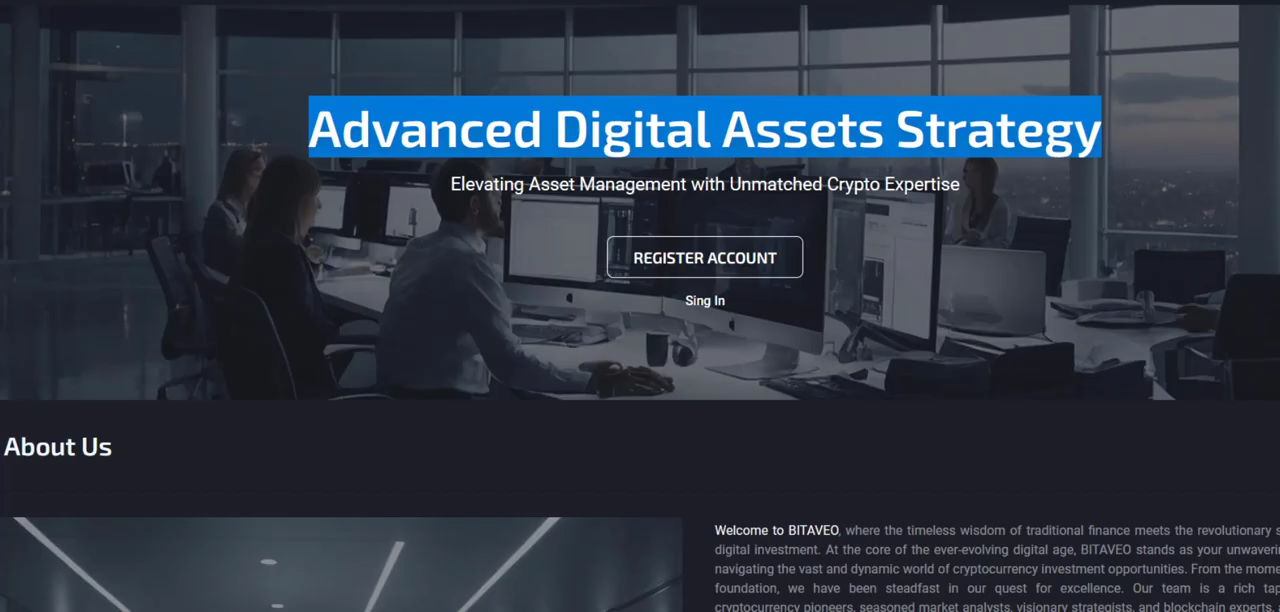 Advanced Digital Assets Strategy
Elevating Asset Management with Unmatched Crypto Expertise
REGISTER ACCOUNT
Sing In
About Us
Welcome to BITAVEO, where the timeless wisdom of traditional finance meets the revolutionary
digital investment. At the core of the ever-evolving digital age, BITAVEO stands as your
navigating the vast and dynamic world of cryptocurrency investment opportunities. From the
foundation, we have been steadfast in our quest for excellence. Our team is a rich
cryptocurrency pioneers, seasoned market analysts, visionary strategists, and blockchain experts,